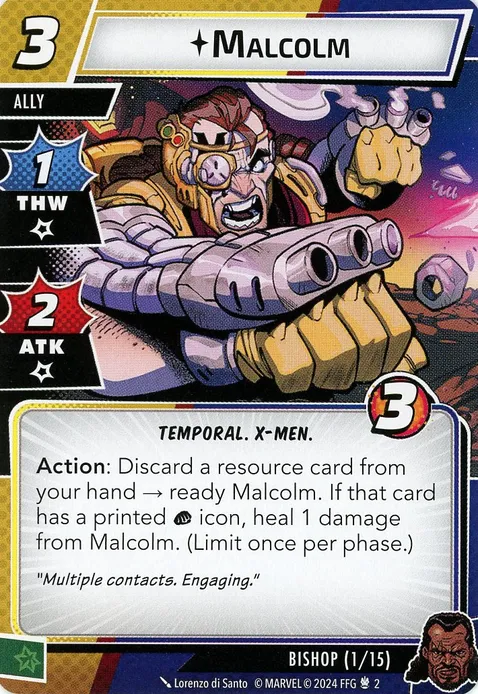 3
MALCOLM
ALLY
1
THW
2
ATK
3
TEMPORAL. X-MEN.
Action: Discard a resource card from
your hand → ready Malcolm. If that card
has a printed icon, heal 1 damage
from Malcolm. (Limit once per phase.)
"Multiple contacts. Engaging."
BISHOP (1/15)
Lorenzo di Santo © MARVEL © 2024 FFG 2